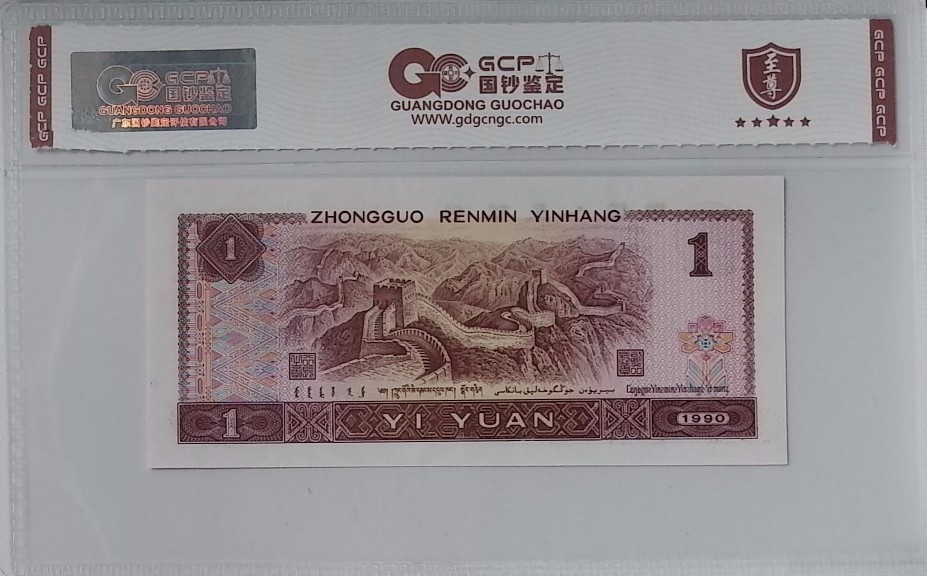 GCP GCP GCP
GCP
国钞鉴定
GUANGDONG GUOCHAO
广东国钞鉴定评估有限公司
GCP
国钞鉴定
GUANGDONG GUOCHAO
www.gdgcngc.com
至尊
GCP GCP GCP
ZHONGGUO RENMIN YINHANG
1
1
1
YI YUAN
1990